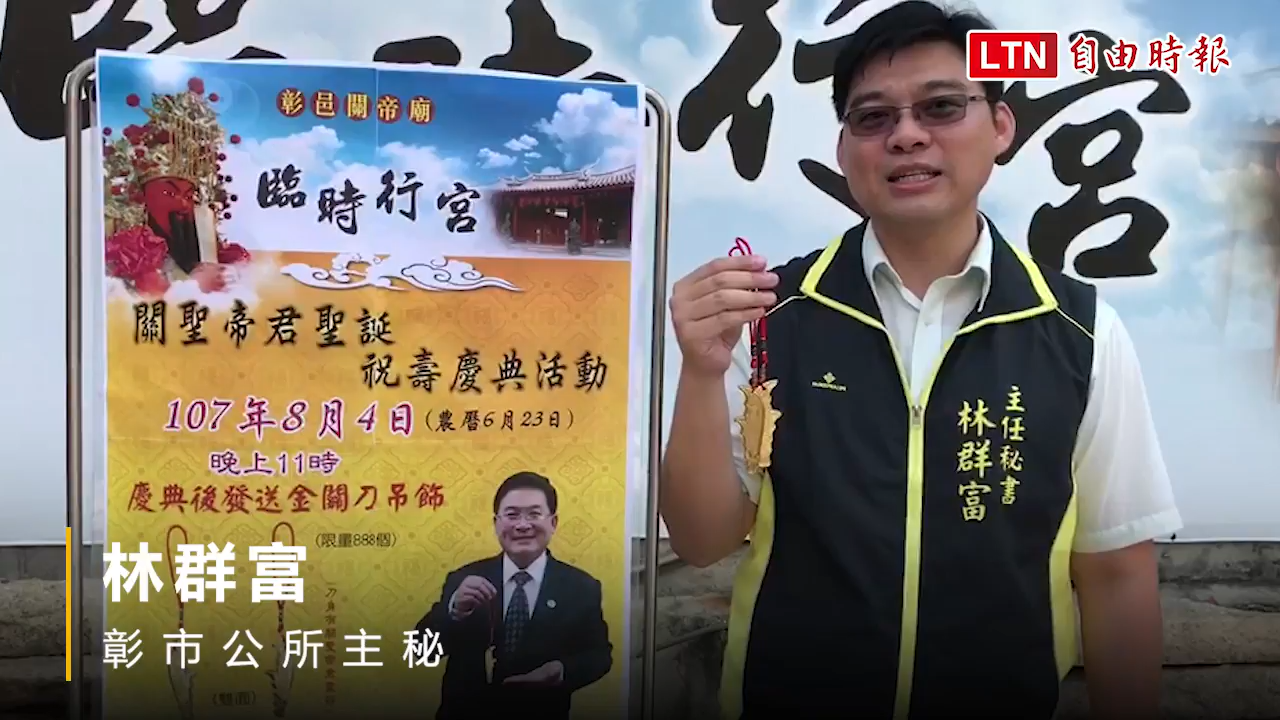 LTN 自由時報
彰邑關帝廟
臨時行宮
關聖帝君聖誕
祝壽慶典活動
107年8月4日(農曆6月23日)
晚上11時
慶典後發送金關刀吊飾
(限量888個)
(雙面)
主任秘書
林群富
林群富
彰市公所主秘